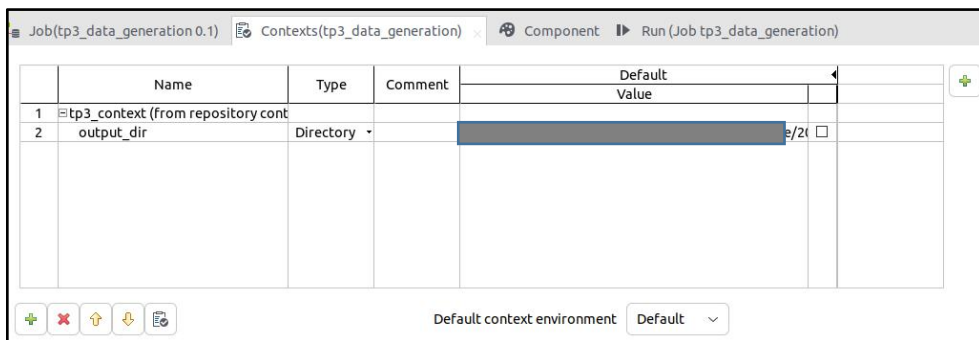 Job(tp3_data_generation 0.1) Contexts(tp3_data_generation) Component Run (Job tp3_data_generation)
Name Type Comment Default
Value
1 tp3_context (from repository cont
2 output_dir Directory e/20
Default context environment Default